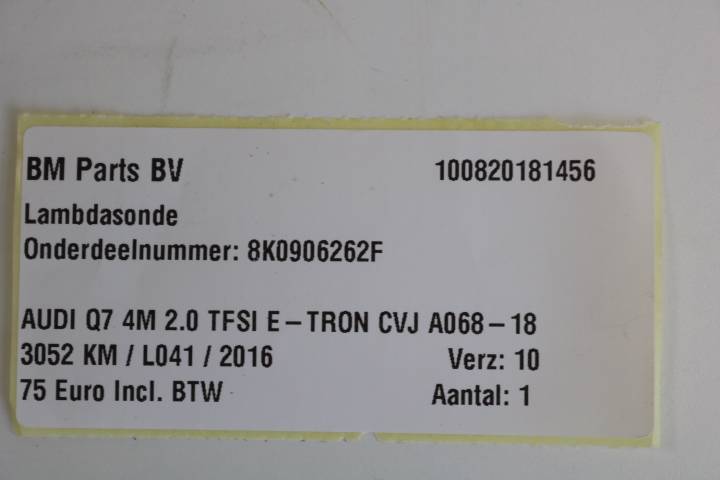 BM Parts BV 100820181456
Lambdasonde
Onderdeelnummer: 8K0906262F
AUDI Q7 4M 2.0 TFSI E-TRON CVJ A068-18
3052 KM / L041 / 2016 Verz: 10
75 Euro Incl. BTW Aantal: 1